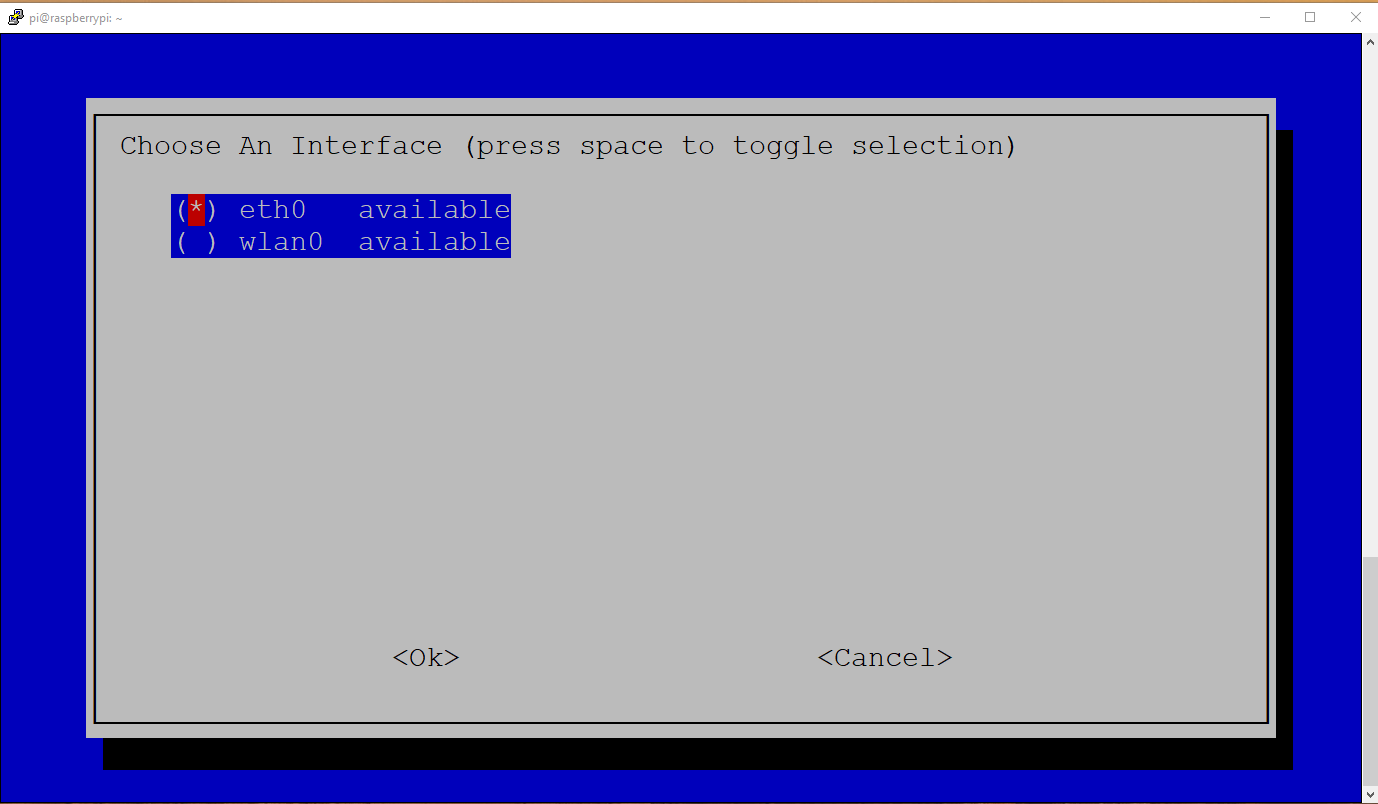 pi@raspberrypi: ~
Choose An Interface (press space to toggle selection)
(*) eth0   available
( ) wlan0  available
<Ok>
<Cancel>